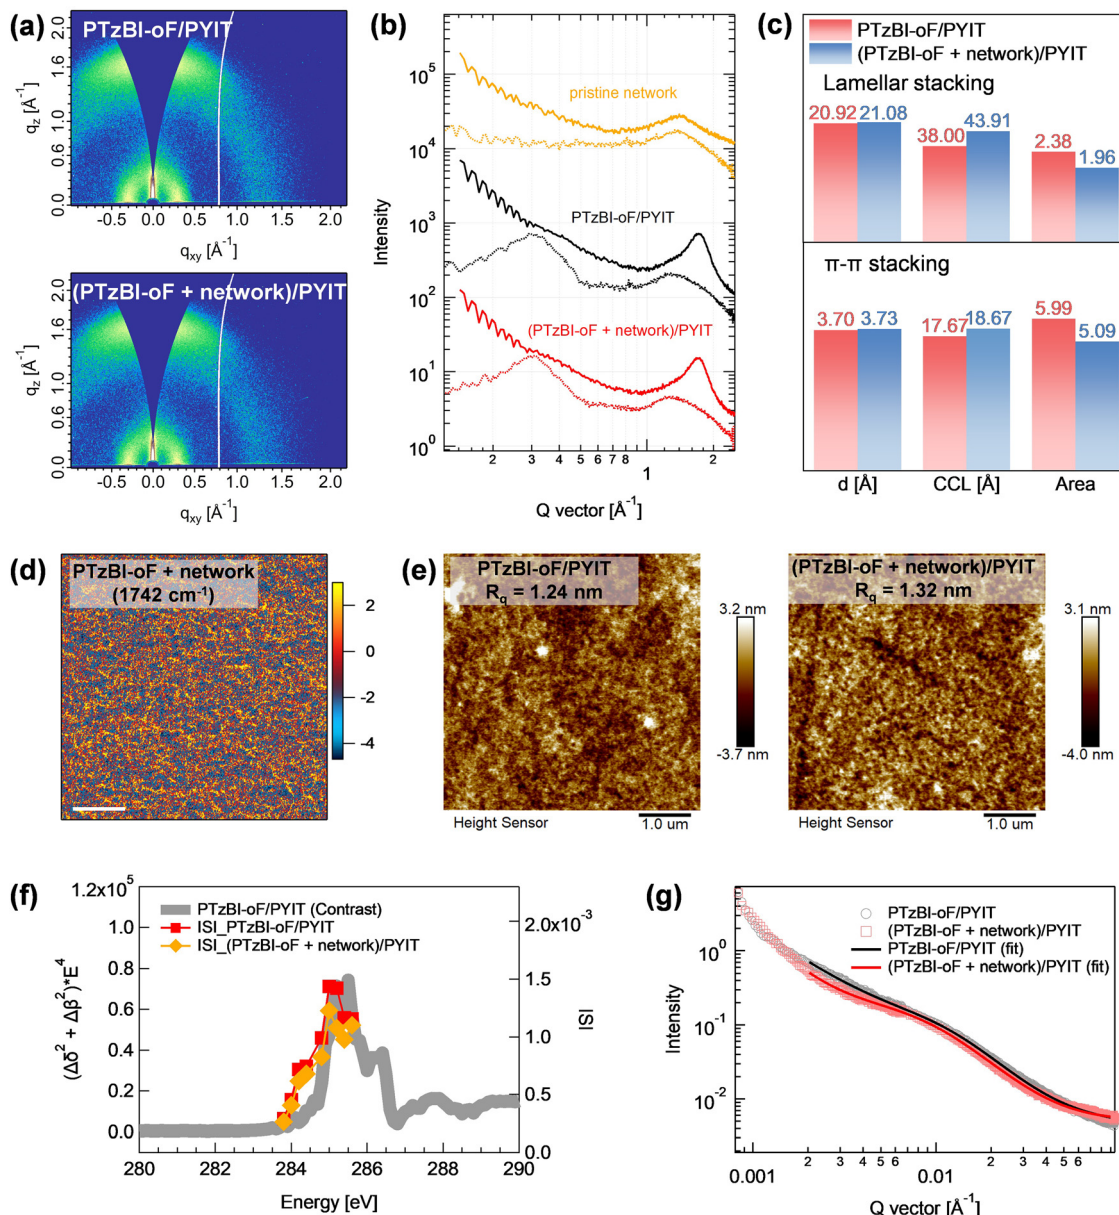 (a)
PTzBI-oF/PYIT
2.0
1.6
1.0
0.6
0.0
qz [Å-1]
-0.5 0.0 0.5 1.0 1.5 2.0
qxy [Å-1]
(PTzBI-oF + network)/PYIT
2.0
1.6
1.0
0.6
0.0
qz [Å-1]
-0.5 0.0 0.5 1.0 1.5 2.0
qxy [Å-1]
(b)
Intensity
10^5
10^4
10^3
10^2
10^1
10^0
pristine network
PTzBI-oF/PYIT
(PTzBI-oF + network)/PYIT
2 3 4 5 6 7 8 1 2
Q vector [Å-1]
(c)
PTzBI-oF/PYIT
(PTzBI-oF + network)/PYIT
Lamellar stacking
20.92 21.08 38.00 43.91 2.38 1.96
π-π stacking
3.70 3.73 17.67 18.67 5.99 5.09
d [Å] CCL [Å] Area
(d)
PTzBI-oF + network
(1742 cm-1)
2
0
-2
-4
(e)
PTzBI-oF/PYIT
Rq = 1.24 nm
3.2 nm
-3.7 nm
Height Sensor
1.0 um
(PTzBI-oF + network)/PYIT
Rq = 1.32 nm
3.1 nm
-4.0 nm
Height Sensor
1.0 um
(f)
(Δδ2 + Δβ2)*E4
1.2x10^5
1.0
0.8
0.6
0.4
0.2
0.0
PTzBI-oF/PYIT (Contrast)
ISI_PTzBI-oF/PYIT
ISI_(PTzBI-oF + network)/PYIT
2.0x10^-3
1.5
1.0
0.5
0.0
ISI
280 282 284 286 288 290
Energy [eV]
(g)
Intensity
10^0
10^-1
10^-2
PTzBI-oF/PYIT
(PTzBI-oF + network)/PYIT
PTzBI-oF/PYIT (fit)
(PTzBI-oF + network)/PYIT (fit)
0.001 2 3 4 5 6 0.01 2 3 4 5 6
Q vector [Å-1]